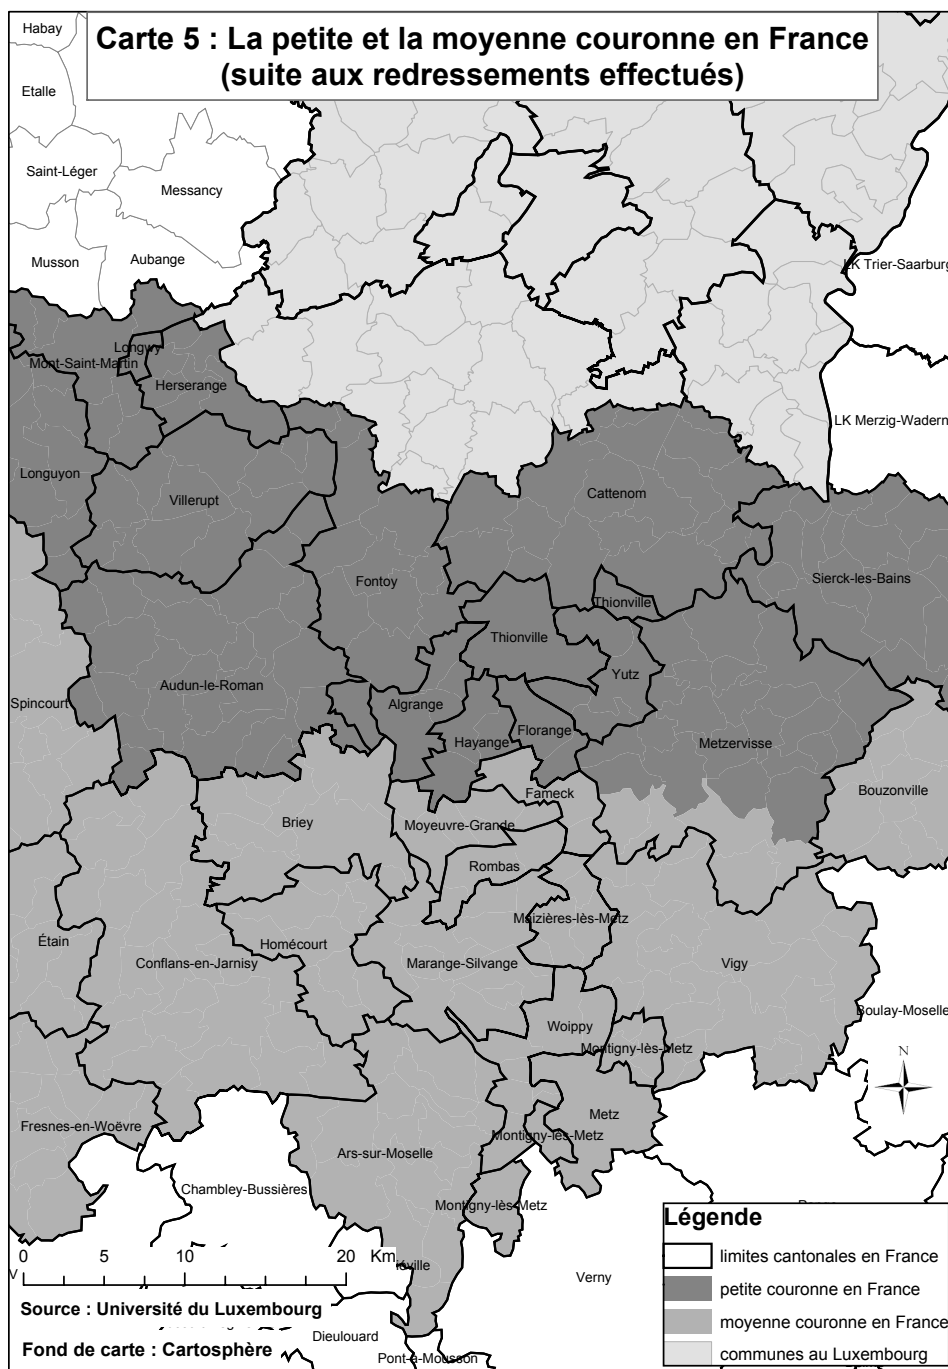 Carte 5 : La petite et la moyenne couronne en France
(suite aux redressements effectués)
Habay
Etalle
Saint-Léger
Messancy
Musson
Aubange
LK Trier-Saarburg
Longwy
Mont-Saint-Martin
Herserange
LK Merzig-Wadern
Longuyon
Villerupt
Cattenom
Fontoy
Sierck-les-Bains
Thionville
Thionville
Yutz
Audun-le-Roman
Spincourt
Algrange
Florange
Hayange
Metzervisse
Bouzonville
Fameck
Briey
Moyeuvre-Grande
Rombas
Maizières-lès-Metz
Étain
Homécourt
Conflans-en-Jarnisy
Marange-Silvange
Vigy
Boulay-Moselle
Woippy
Montigny-lès-Metz
N
Metz
Fresnes-en-Woëvre
Montigny-lès-Metz
Ars-sur-Moselle
Chambley-Bussières
Montigny-lès-Metz
Verny
Dieulouard
Pont-à-Mousson
0 5 10 20 Km
Source : Université du Luxembourg
Fond de carte : Cartosphère
Légende
limites cantonales en France
petite couronne en France
moyenne couronne en France
communes au Luxembourg